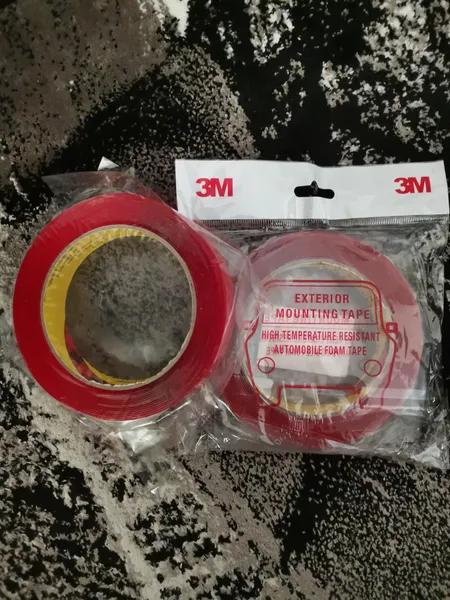 3M
3M
EXTERIOR
MOUNTING TAPE
HIGH TEMPERATURE RESISTANT
AUTOMOBILE FOAM TAPE